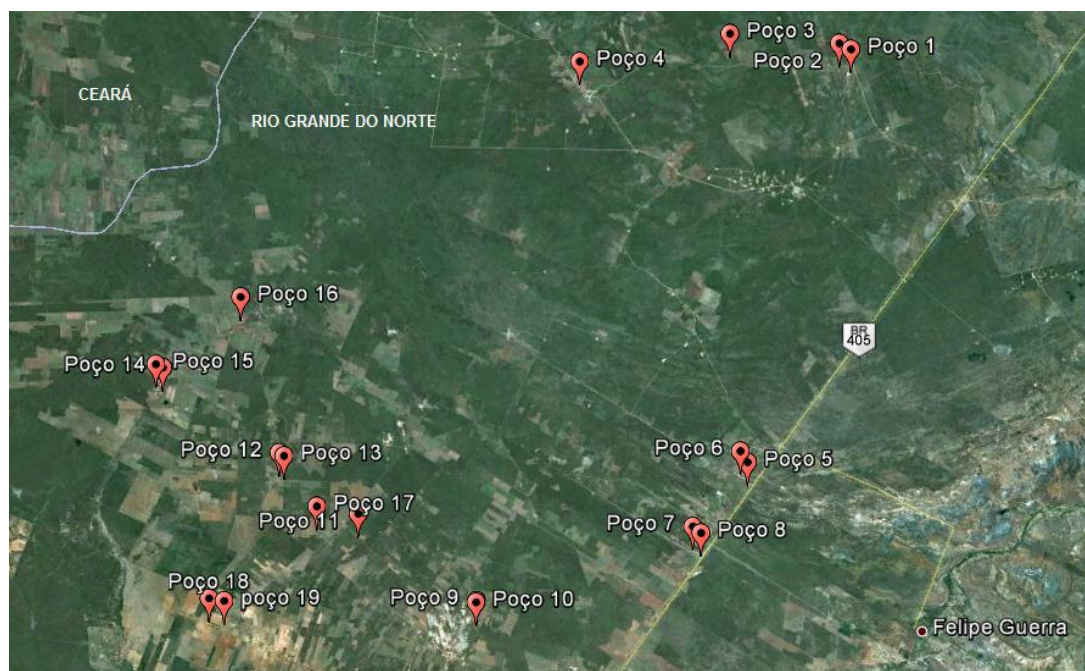 Poço 3
Poço 1
Poço 2
Poço 4
CEARÁ
RIO GRANDE DO NORTE
Poço 16
BR
405
Poço 14
Poço 15
Poço 12
Poço 13
Poço 6
Poço 5
Poço 17
Poço 11
Poço 7
Poço 8
Poço 18
poço 19
Poço 9
Poço 10
Felipe Guerra